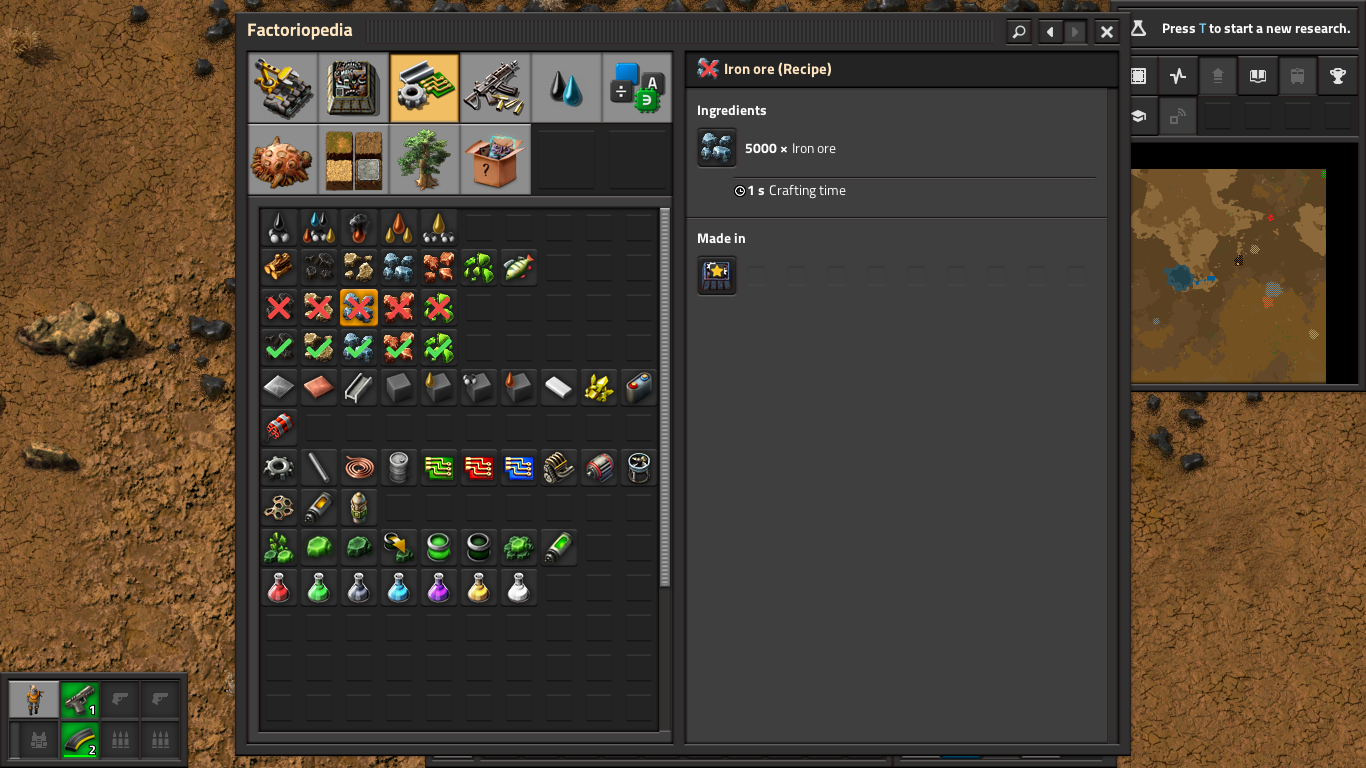 Factoriopedia
Press T to start a new research.
A
?
Iron ore (Recipe)
Ingredients
5000 × Iron ore
1 s Crafting time
Made in
1
2